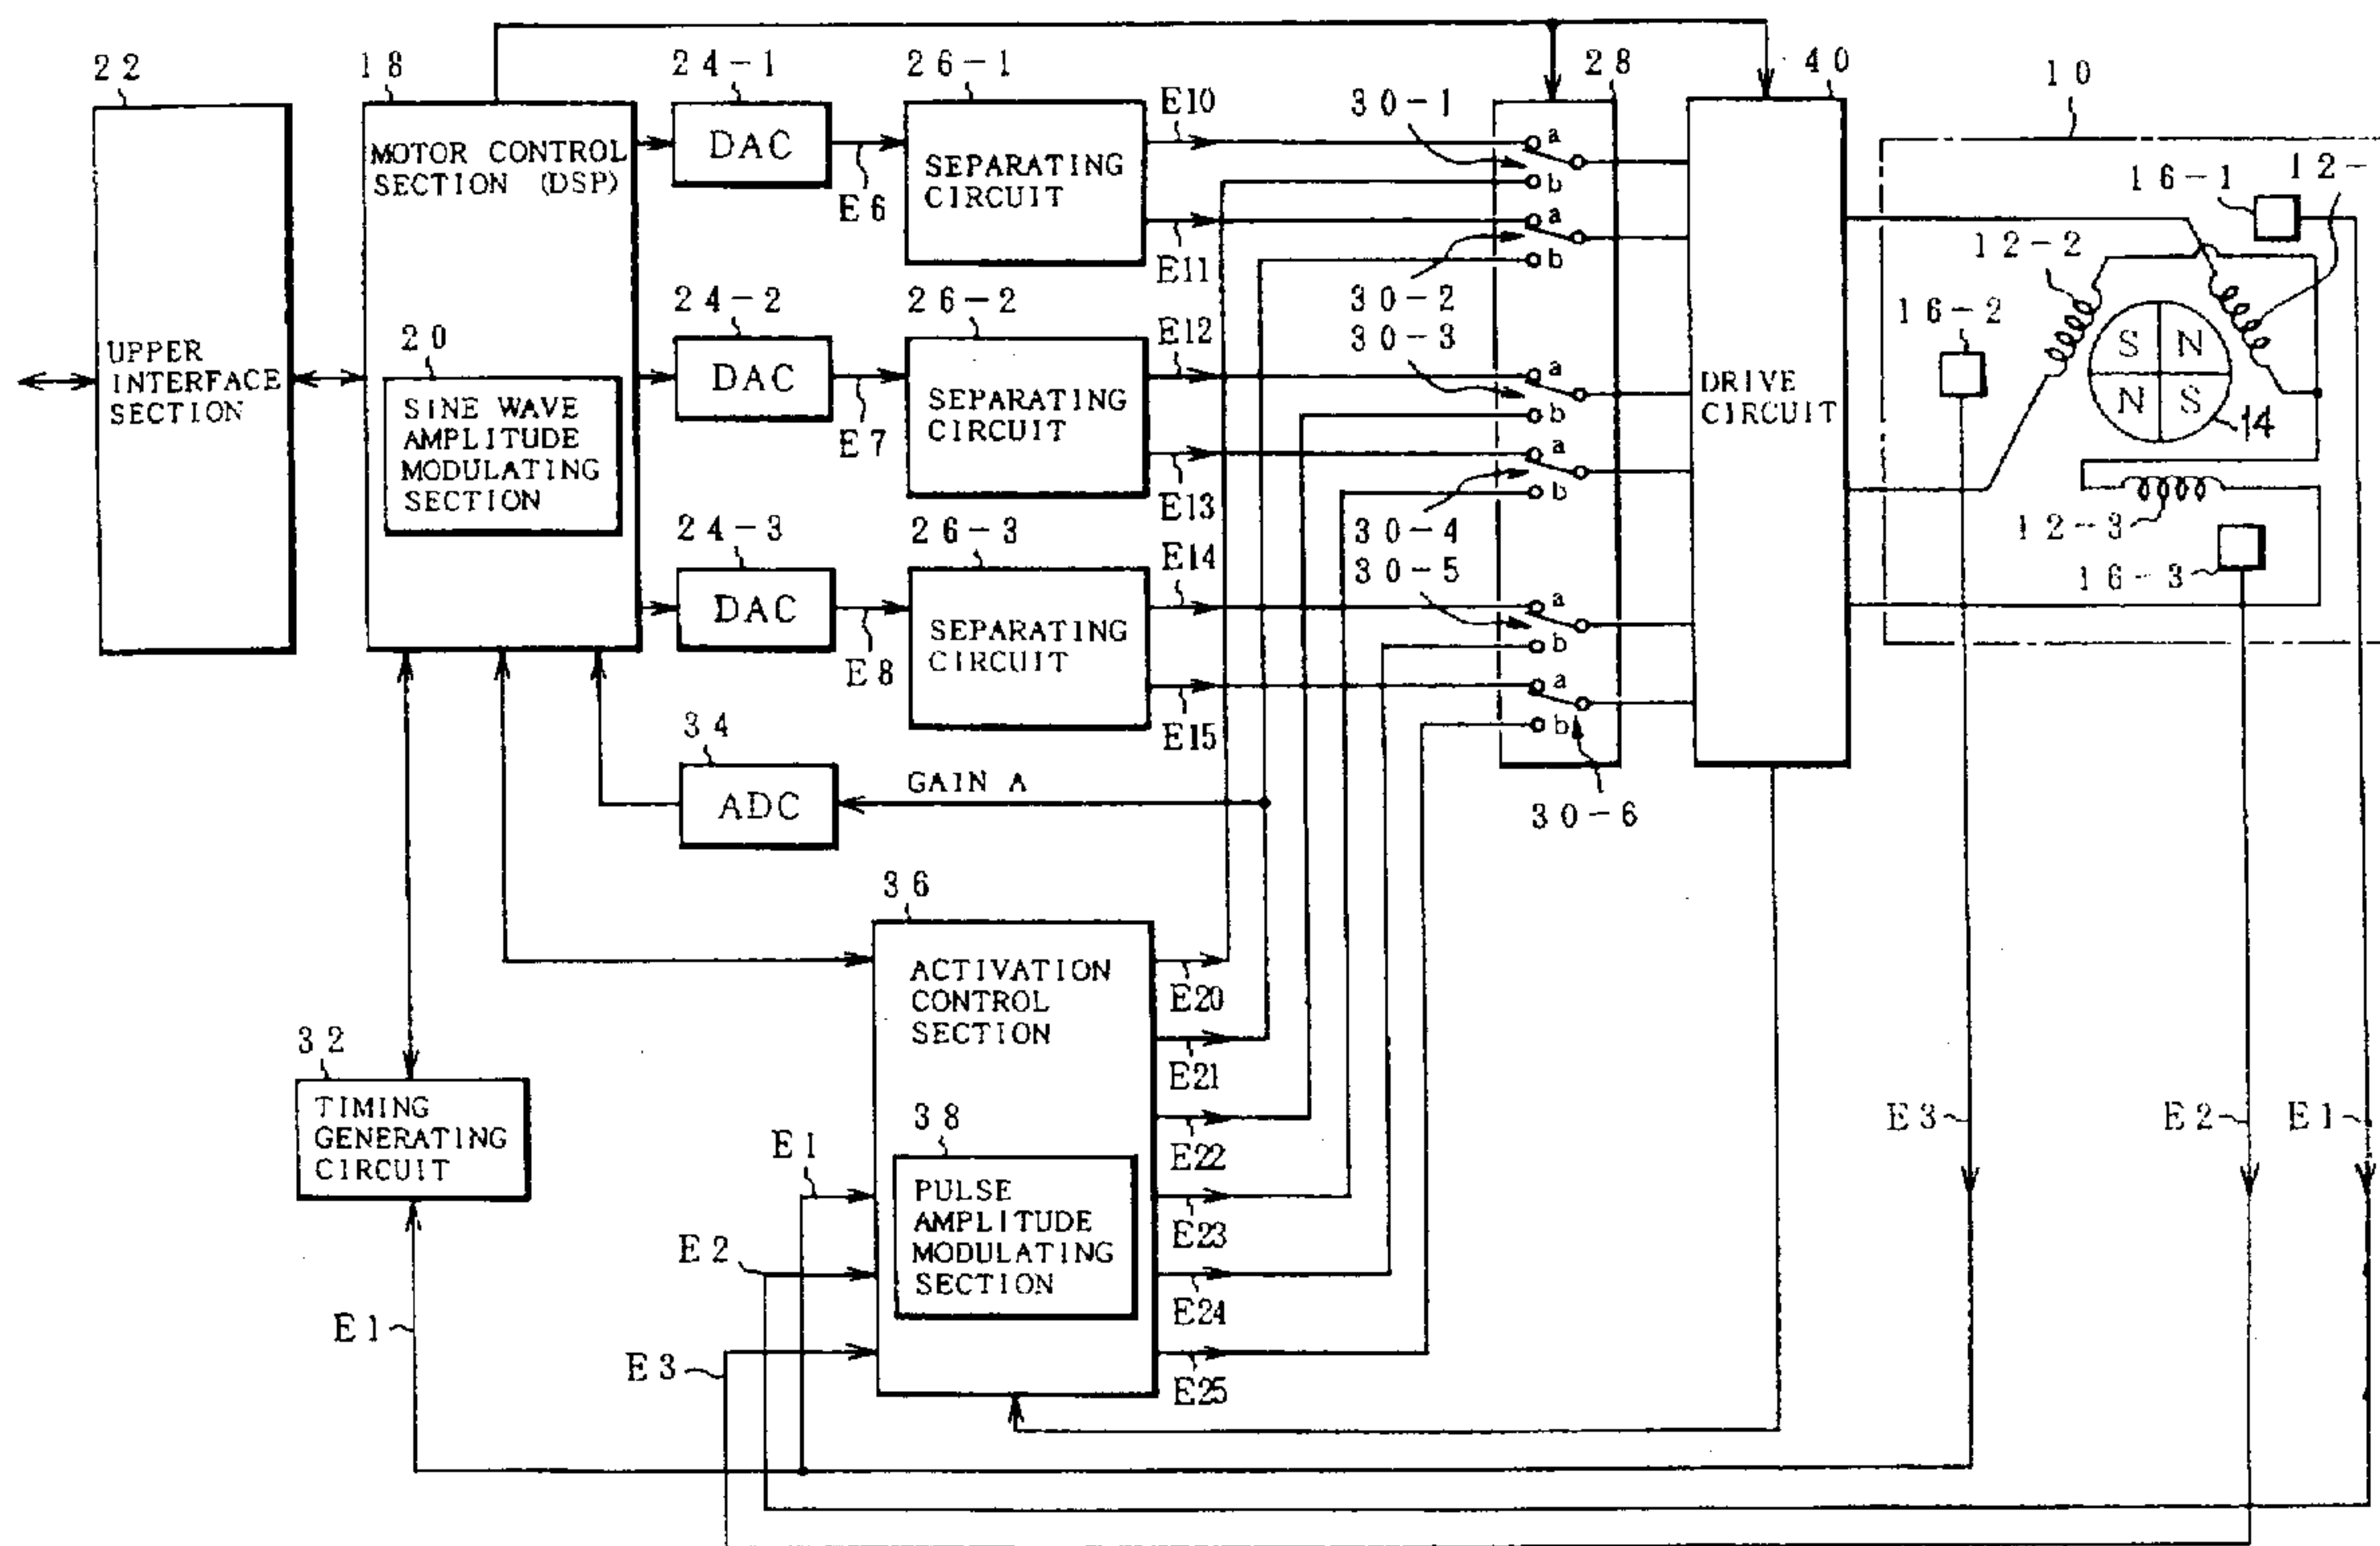 22
18
24-1
26-1
28
40
10
UPPER
INTERFACE
SECTION
MOTOR CONTROL
SECTION (DSP)
20
SINE WAVE
AMPLITUDE
MODULATING
SECTION
DAC
E6
SEPARATING
CIRCUIT
E10
E11
24-2
DAC
E7
26-2
SEPARATING
CIRCUIT
E12
E13
24-3
DAC
E8
26-3
SEPARATING
CIRCUIT
E14
E15
30-1
30-2
30-3
30-4
30-5
30-6
a
b
a
b
a
b
a
b
a
b
a
b
DRIVE
CIRCUIT
16-1
12-
12-2
16-2
S
N
N
S
14
12-3
16-3
34
ADC
GAIN A
36
ACTIVATION
CONTROL
SECTION
38
PULSE
AMPLITUDE
MODULATING
SECTION
E20
E21
E22
E23
E24
E25
32
TIMING
GENERATING
CIRCUIT
E1
E2
E3
E1
E3
E2
E1